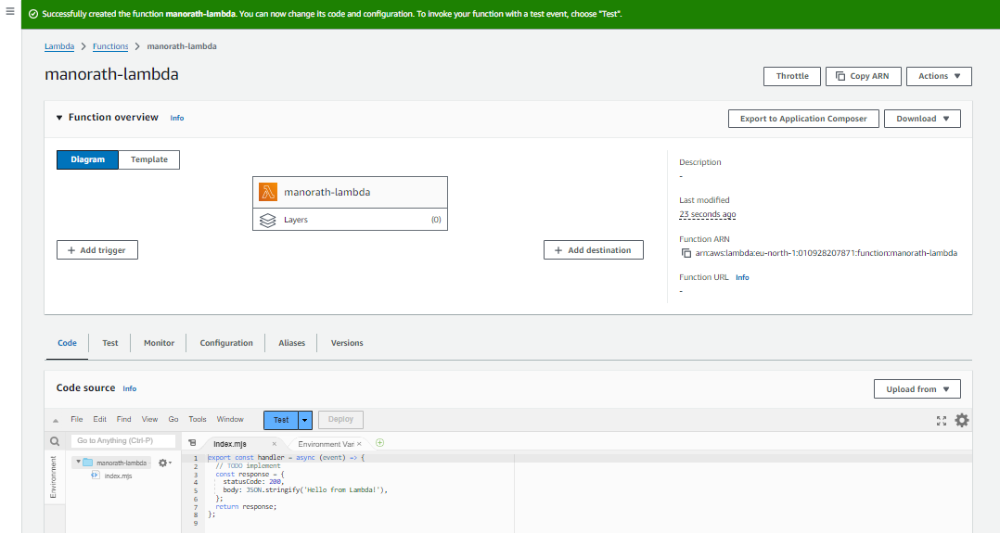 Successfully created the function manorath-lambda. You can now change its code and configuration. To invoke your function with a test event, choose "Test".
Lambda > Functions > manorath-lambda
manorath-lambda
Throttle Copy ARN Actions
Function overview Info
Export to Application Composer Download
Diagram Template
manorath-lambda
Layers (0)
+ Add trigger
+ Add destination
Description
-
Last modified
23 seconds ago
Function ARN
arn:aws:lambda:eu-north-1:010928207871:function:manorath-lambda
Function URL Info
-
Code Test Monitor Configuration Aliases Versions
Code source Info
Upload from
File Edit Find View Go Tools Window Test Deploy
Go to Anything (Ctrl-P)
index.mjs × Environment Var ×
Environment
manorath-lambda
index.mjs
1 export const handler = async (event) => {
2 // TODO implement
3 const response = {
4 statusCode: 200,
5 body: JSON.stringify('Hello from Lambda!'),
6 };
7 return response;
8 };
9